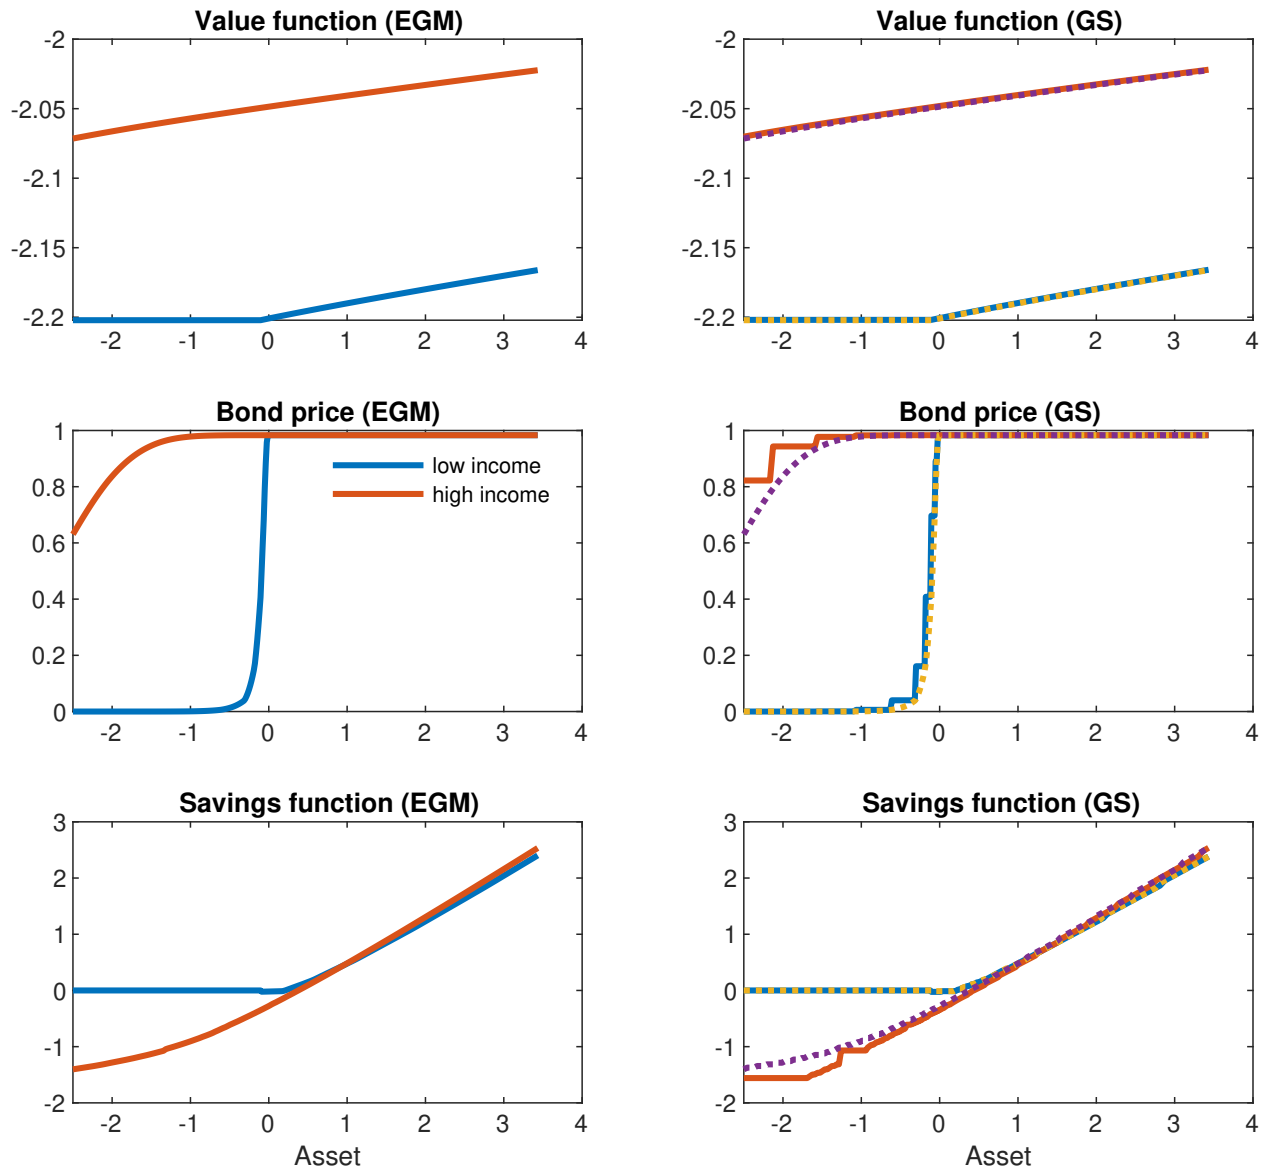 Value function (EGM)
-2
-2.05
-2.1
-2.15
-2.2
-2 -1 0 1 2 3 4
Value function (GS)
-2
-2.05
-2.1
-2.15
-2.2
-2 -1 0 1 2 3 4
Bond price (EGM)
1
0.8
0.6
0.4
0.2
0
low income
high income
-2 -1 0 1 2 3 4
Bond price (GS)
1
0.8
0.6
0.4
0.2
0
-2 -1 0 1 2 3 4
Savings function (EGM)
3
2
1
0
-1
-2
-2 -1 0 1 2 3 4
Asset
Savings function (GS)
3
2
1
0
-1
-2
-2 -1 0 1 2 3 4
Asset